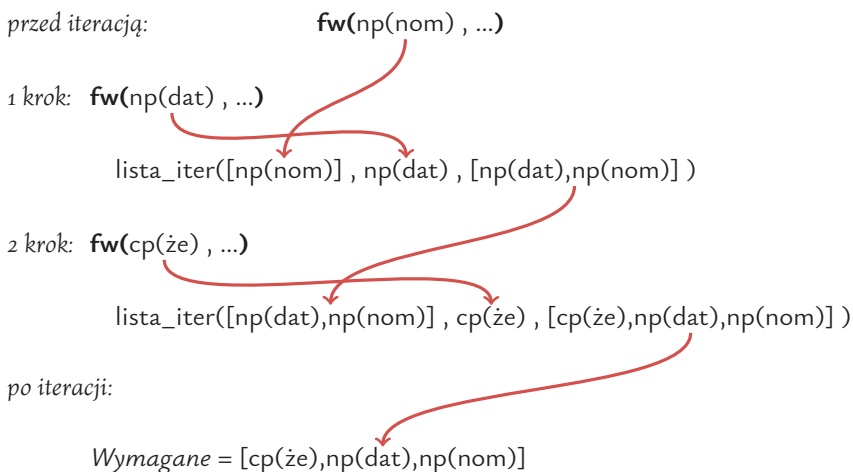 przed iteracją: fw(np(nom) , ...)
1 krok: fw(np(dat) , ...)
lista_iter([np(nom)] , np(dat) , [np(dat),np(nom)] )
2 krok: fw(cp(że) , ...)
lista_iter([np(dat),np(nom)] , cp(że) , [cp(że),np(dat),np(nom)] )
po iteracji:
Wymagane = [cp(że),np(dat),np(nom)]